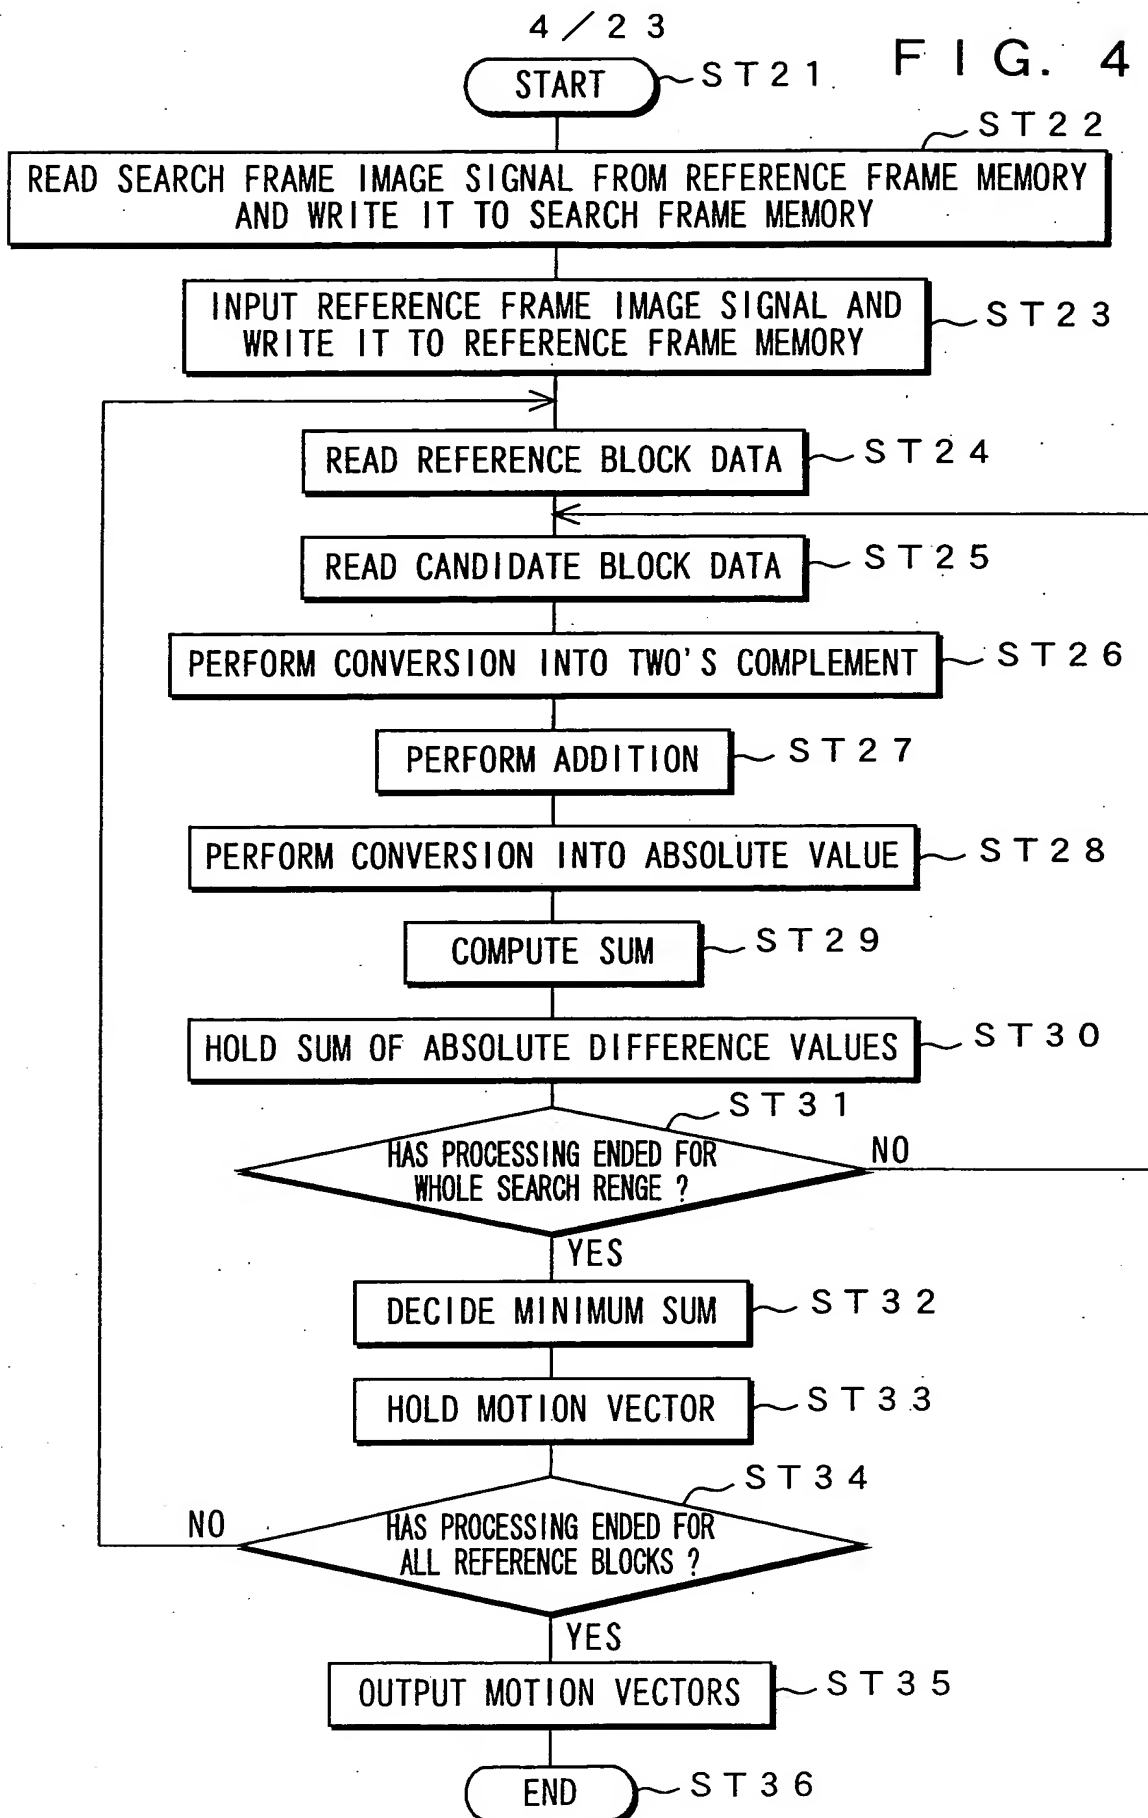 4/23
FIG. 4
START
ST21
ST22
READ SEARCH FRAME IMAGE SIGNAL FROM REFERENCE FRAME MEMORY
AND WRITE IT TO SEARCH FRAME MEMORY
INPUT REFERENCE FRAME IMAGE SIGNAL AND
WRITE IT TO REFERENCE FRAME MEMORY
ST23
READ REFERENCE BLOCK DATA
ST24
READ CANDIDATE BLOCK DATA
ST25
PERFORM CONVERSION INTO TWO'S COMPLEMENT
ST26
PERFORM ADDITION
ST27
PERFORM CONVERSION INTO ABSOLUTE VALUE
ST28
COMPUTE SUM
ST29
HOLD SUM OF ABSOLUTE DIFFERENCE VALUES
ST30
ST31
HAS PROCESSING ENDED FOR
WHOLE SEARCH RENGE ?
NO
YES
DECIDE MINIMUM SUM
ST32
HOLD MOTION VECTOR
ST33
ST34
HAS PROCESSING ENDED FOR
ALL REFERENCE BLOCKS ?
NO
YES
OUTPUT MOTION VECTORS
ST35
END
ST36